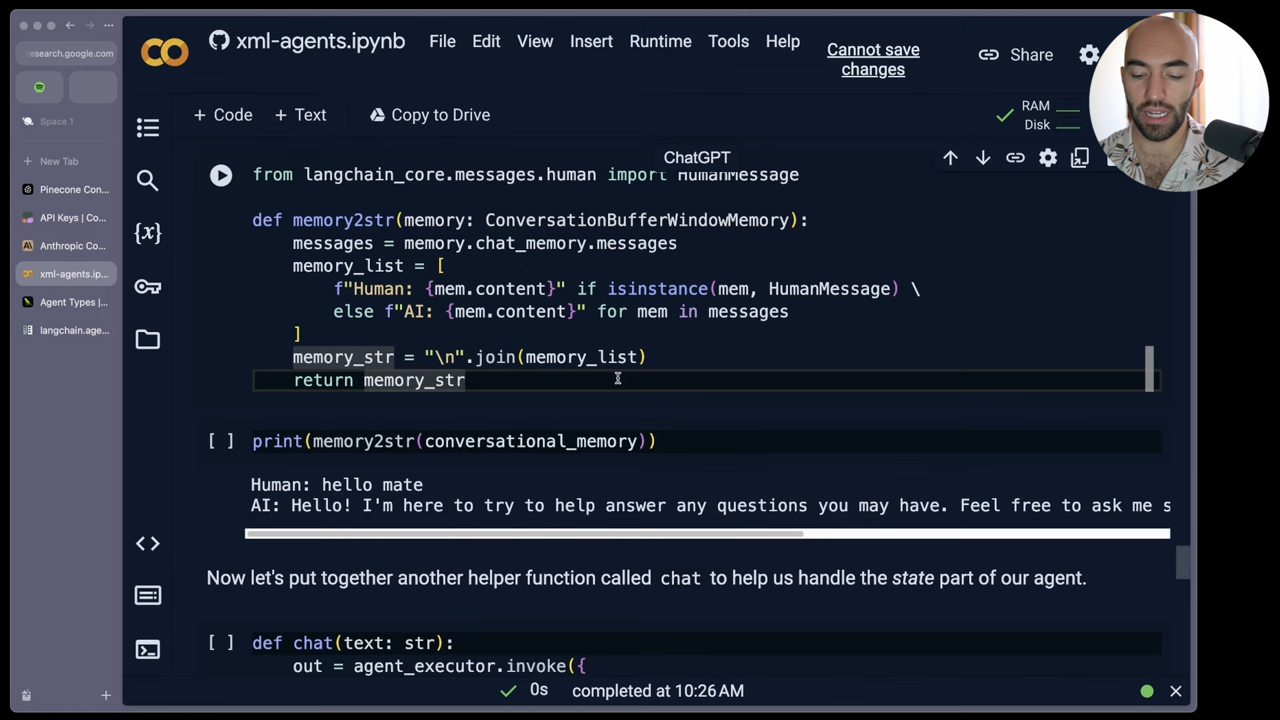 research.google.com
Space 1
+ New Tab
Pinecone Con...
API Keys | Co...
Anthropic Co...
xml-agents.ip...
Agent Types |...
langchain.age...
xml-agents.ipynb
File Edit View Insert Runtime Tools Help
Cannot save
changes
Share
+ Code + Text Copy to Drive
RAM
Disk
ChatGPT
from langchain_core.messages.human import HumanMessage
def memory2str(memory: ConversationBufferWindowMemory):
messages = memory.chat_memory.messages
memory_list = [
f"Human: {mem.content}" if isinstance(mem, HumanMessage) \
else f"AI: {mem.content}" for mem in messages
]
memory_str = "\n".join(memory_list)
return memory_str
[ ] print(memory2str(conversational_memory))
Human: hello mate
AI: Hello! I'm here to try to help answer any questions you may have. Feel free to ask me s
Now let's put together another helper function called chat to help us handle the state part of our agent.
[ ] def chat(text: str):
out = agent_executor.invoke({
0s completed at 10:26 AM